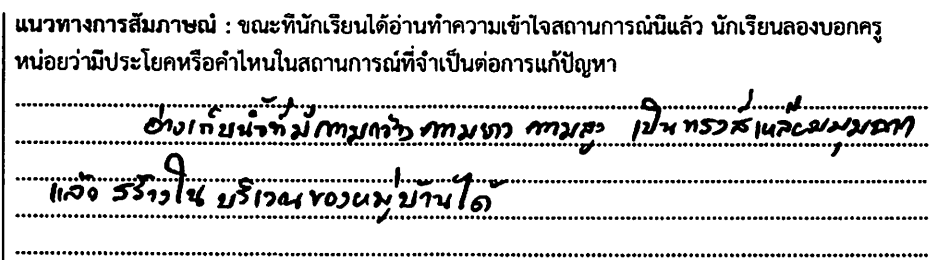 แนวทางการสัมภาษณ์ : ขณะที่นักเรียนได้อ่านทำความเข้าใจสถานการณ์นี้แล้ว นักเรียนลองบอกครู
หน่อยว่ามีประโยคหรือคำไหนในสถานการณ์ที่จำเป็นต่อการแก้ปัญหา
อ่างเก็บน้ำที่มีความกว้าง ความยาว ความสูง เป็นทรงสี่เหลี่ยมมุมฉาก
แล้ว สร้างใน บริเวณของหมู่บ้านได้